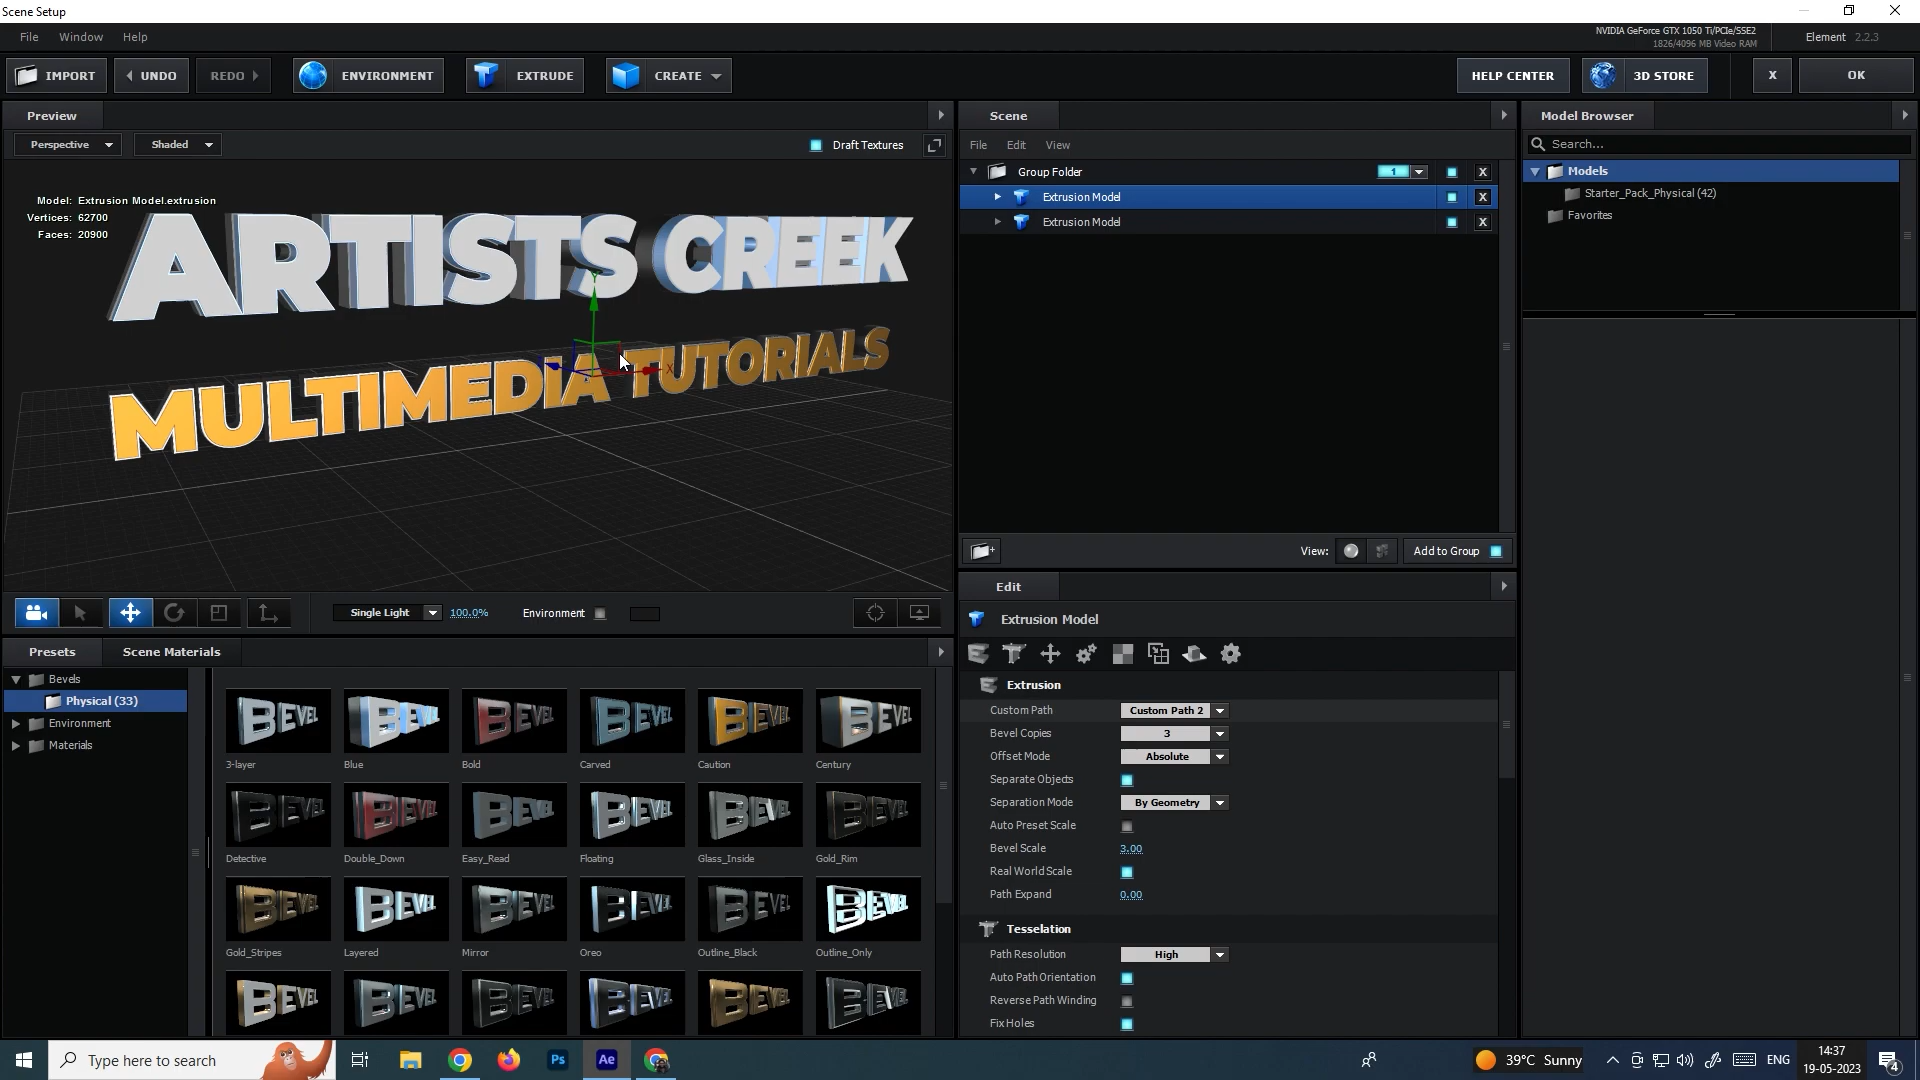 Scene Setup
File Window Help
NVIDIA GeForce GTX 1050 Ti/PCIe/SSE2
1826/4096 MB Video RAM
Element 2.2.3
IMPORT UNDO REDO ENVIRONMENT EXTRUDE CREATE HELP CENTER 3D STORE X OK
Preview
Perspective Shaded Draft Textures
Model: Extrusion Model.extrusion
Vertices: 62700
Faces: 20900
ARTISTS CREEK
MULTIMEDIA TUTORIALS
X
Single Light 100.0% Environment
Scene
File Edit View
Group Folder 1 X
Extrusion Model X
Extrusion Model X
View: Add to Group
Model Browser
Search...
Models
Starter_Pack_Physical (42)
Favorites
Presets Scene Materials
Bevels
Physical (33)
Environment
Materials
3-layer Blue Bold Carved Caution Century
Detective Double_Down Easy_Read Floating Glass_Inside Gold_Rim
Gold_Stripes Layered Mirror Oreo Outline_Black Outline_Only
Edit
Extrusion Model
Extrusion
Custom Path Custom Path 2
Bevel Copies 3
Offset Mode Absolute
Separate Objects
Separation Mode By Geometry
Auto Preset Scale
Bevel Scale 3.00
Real World Scale
Path Expand 0.00
Tesselation
Path Resolution High
Auto Path Orientation
Reverse Path Winding
Fix Holes
Type here to search
Ps Ae
39°C Sunny
ENG
14:37
19-05-2023
4